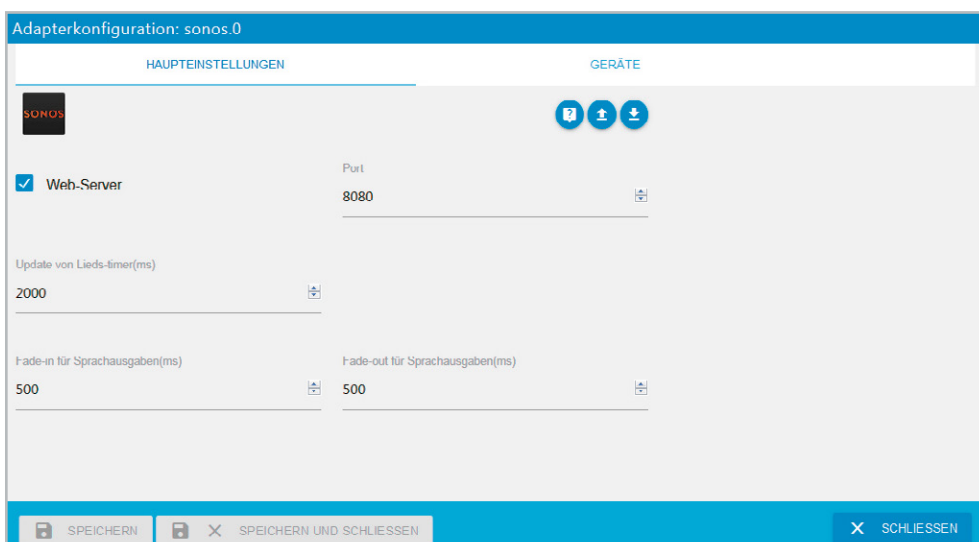 Adapterkonfiguration: sonos.0
HAUPTEINSTELLUNGEN GERÄTE
SONOS
Web-Server
Port
8080
Update von Lieds-timer(ms)
2000
Fade-in für Sprachausgaben(ms) Fade-out für Sprachausgaben(ms)
500 500
SPEICHERN SPEICHERN UND SCHLIESSEN SCHLIESSEN